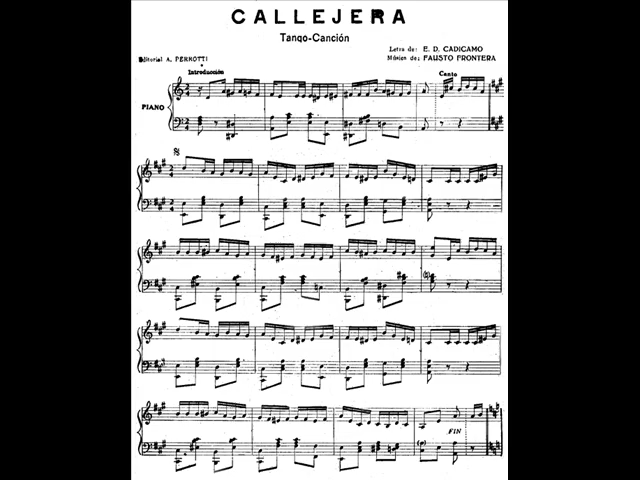 CALLEJERA
Tango-Canción
Letra de: E. D. CADICAMO
Editorial A. PERROTTI
Música de: FAUSTO FRONTERA
Introducción
Canto
PIANO
FIN